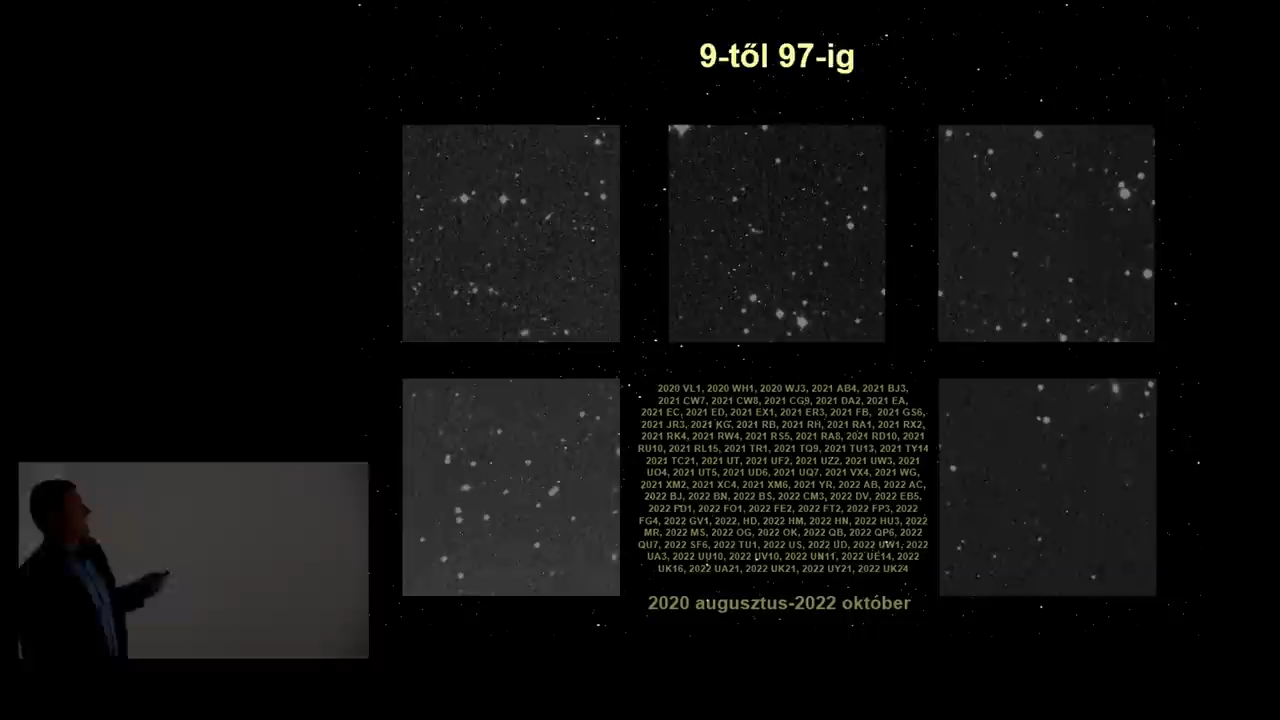 9-től 97-ig
2020 VL1, 2020 WH1, 2020 WJ3, 2021 AB4, 2021 BJ3,
2021 CW7, 2021 CW8, 2021 CG9, 2021 DA2, 2021 EA,
2021 EC, 2021 ED, 2021 EX1, 2021 ER3, 2021 FB, 2021 GS6,
2021 JR3, 2021 KG, 2021 RB, 2021 RH, 2021 RA1, 2021 RX2,
2021 RK4, 2021 RW4, 2021 RS5, 2021 RA8, 2021 RD10, 2021
RU10, 2021 RL15, 2021 TR1, 2021 TQ9, 2021 TU13, 2021 TY14
2021 TC21, 2021 UT, 2021 UF2, 2021 UZ2, 2021 UW3, 2021
UO4, 2021 UT5, 2021 UD6, 2021 UQ7, 2021 VX4, 2021 WG,
2021 XM2, 2021 XC4, 2021 XM6, 2021 YR, 2022 AB, 2022 AC,
2022 BJ, 2022 BN, 2022 BS, 2022 CM3, 2022 DV, 2022 EB5,
2022 FD1, 2022 FO1, 2022 FE2, 2022 FT2, 2022 FP3, 2022
FG4, 2022 GV1, 2022, HD, 2022 HM, 2022 HN, 2022 HU3, 2022
MR, 2022 MS, 2022 OG, 2022 OK, 2022 QB, 2022 QP6, 2022
QU7, 2022 SF6, 2022 TU1, 2022 US, 2022 UD, 2022 UW1, 2022
UA3, 2022 UU10, 2022 UV10, 2022 UN11, 2022 UE14, 2022
UK16, 2022 UA21, 2022 UK21, 2022 UY21, 2022 UK24
2020 augusztus-2022 október